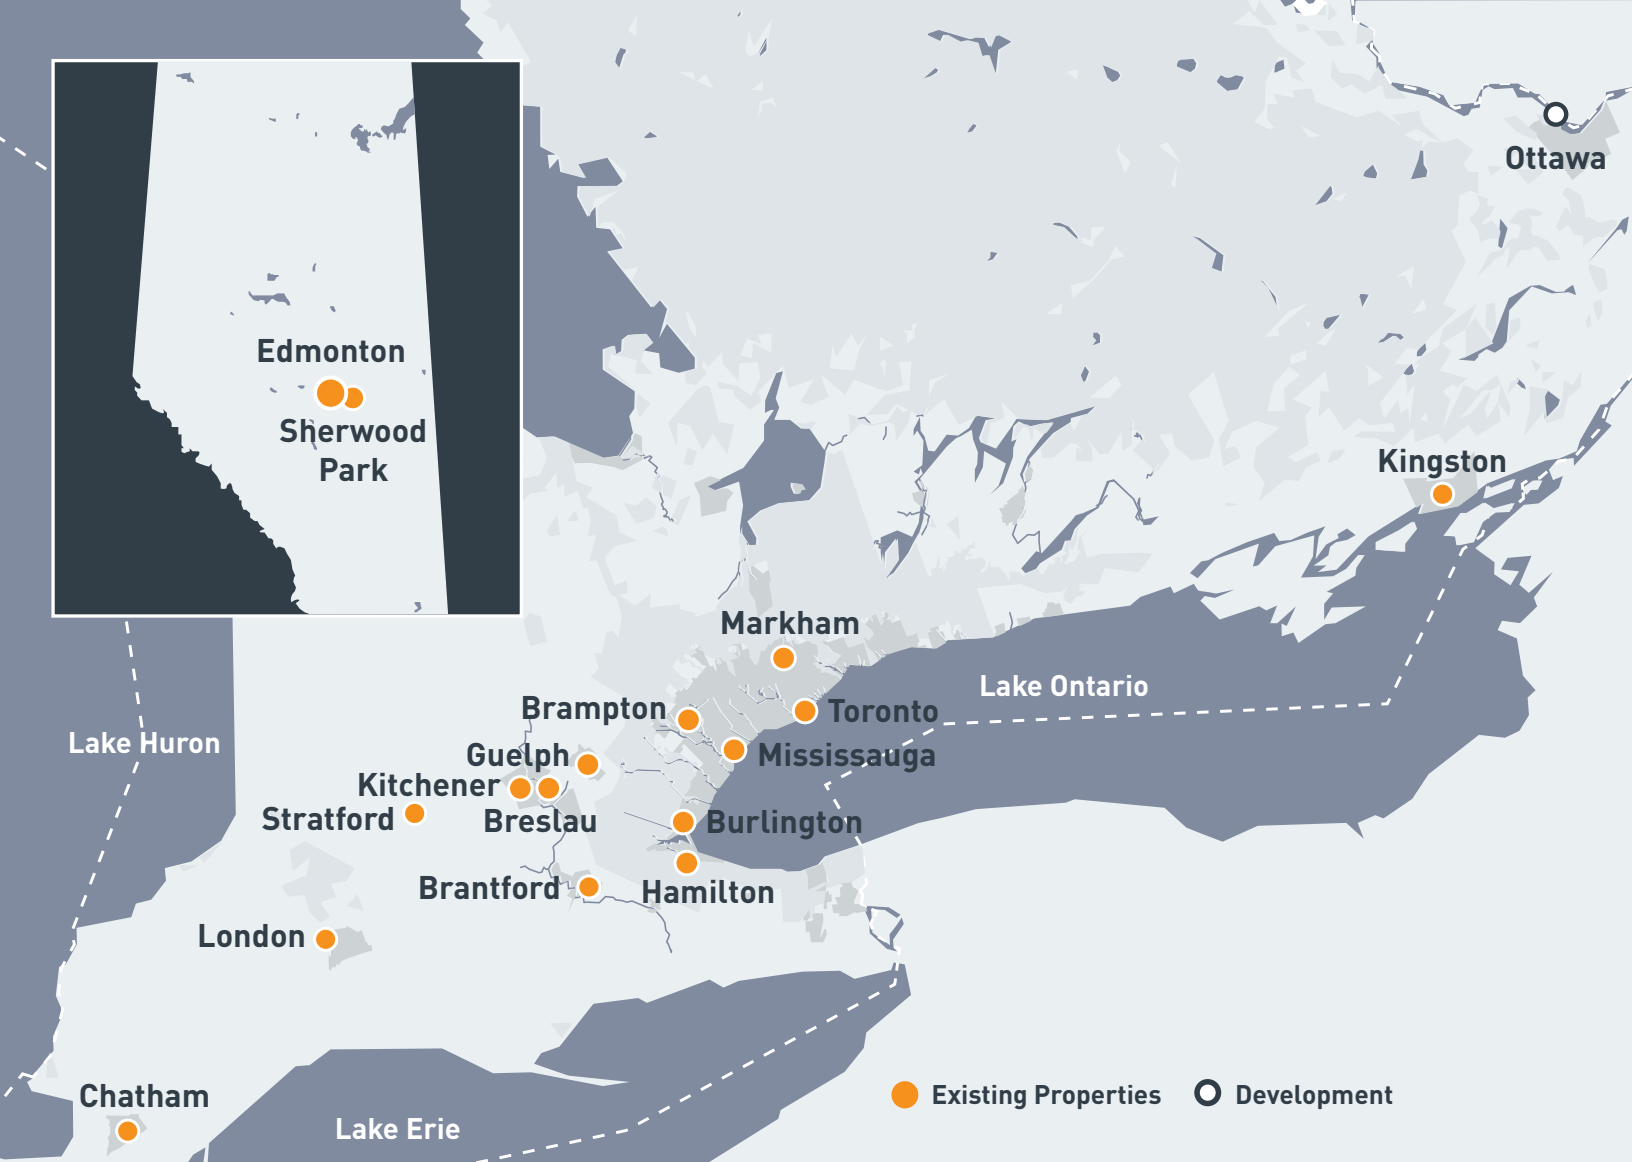 Ottawa
Edmonton
Sherwood
Park
Kingston
Markham
Lake Ontario
Brampton
Toronto
Lake Huron
Guelph
Mississauga
Kitchener
Stratford
Breslau
Burlington
Brantford
Hamilton
London
Chatham
Existing Properties
Development
Lake Erie